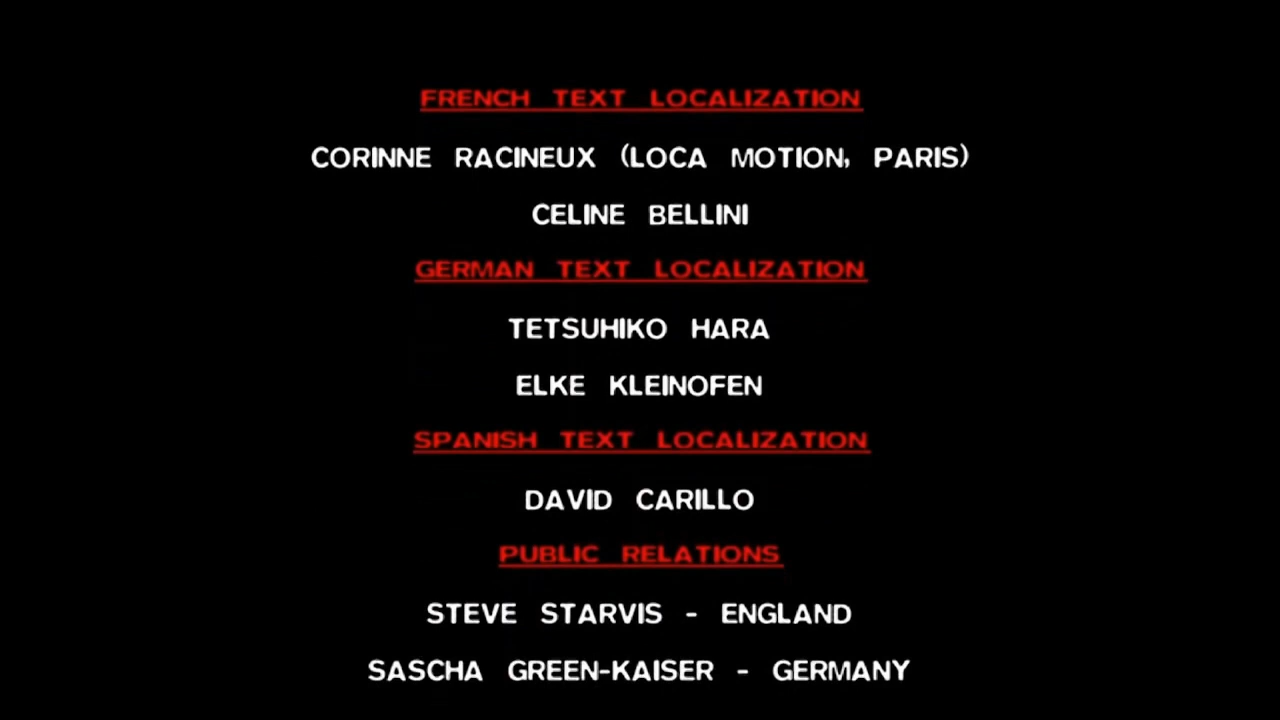 FRENCH TEXT LOCALIZATION
CORINNE RACINEUX (LOCA MOTION, PARIS)
CELINE BELLINI
GERMAN TEXT LOCALIZATION
TETSUHIKO HARA
ELKE KLEINOFEN
SPANISH TEXT LOCALIZATION
DAVID CARILLO
PUBLIC RELATIONS
STEVE STARVIS - ENGLAND
SASCHA GREEN-KAISER - GERMANY